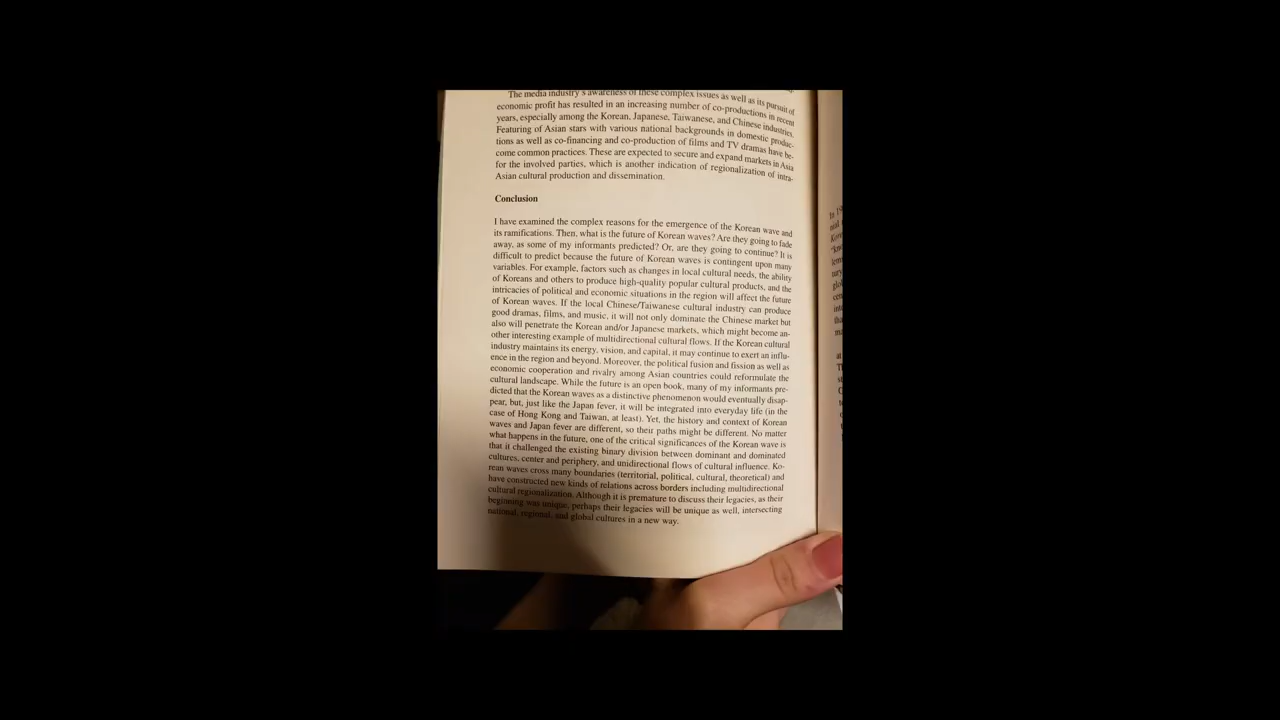 The media industry's awareness of these complex issues as well as its pursuit of
economic profit has resulted in an increasing number of co-productions in recent
years, especially among the Korean, Japanese, Taiwanese, and Chinese industries.
Featuring of Asian stars with various national backgrounds in domestic produc-
tions as well as co-financing and co-production of films and TV dramas have be-
come common practices. These are expected to secure and expand markets in Asia
for the involved parties, which is another indication of regionalization of intra-
Asian cultural production and dissemination.
Conclusion
I have examined the complex reasons for the emergence of the Korean wave and
its ramifications. Then, what is the future of Korean waves? Are they going to fade
away, as some of my informants predicted? Or, are they going to continue? It is
difficult to predict because the future of Korean waves is contingent upon many
variables. For example, factors such as changes in local cultural needs, the ability
of Koreans and others to produce high-quality popular cultural products, and the
intricacies of political and economic situations in the region will affect the future
of Korean waves. If the local Chinese/Taiwanese cultural industry can produce
good dramas, films, and music, it will not only dominate the Chinese market but
also will penetrate the Korean and/or Japanese markets, which might become an-
other interesting example of multidirectional cultural flows. If the Korean cultural
industry maintains its energy, vision, and capital, it may continue to exert an influ-
ence in the region and beyond. Moreover, the political fusion and fission as well as
economic cooperation and rivalry among Asian countries could reformulate the
cultural landscape. While the future is an open book, many of my informants pre-
dicted that the Korean waves as a distinctive phenomenon would eventually disap-
pear, but, just like the Japan fever, it will be integrated into everyday life (in the
case of Hong Kong and Taiwan, at least). Yet, the history and context of Korean
waves and Japan fever are different, so their paths might be different. No matter
what happens in the future, one of the critical significances of the Korean wave is
that it challenged the existing binary division between dominant and dominated
cultures, center and periphery, and unidirectional flows of cultural influence. Ko-
rean waves cross many boundaries (territorial, political, cultural, theoretical) and
have constructed new kinds of relations across borders including multidirectional
cultural regionalization. Although it is premature to discuss their legacies, as their
beginning was unique, perhaps their legacies will be unique as well, intersecting
national, regional, and global cultures in a new way.